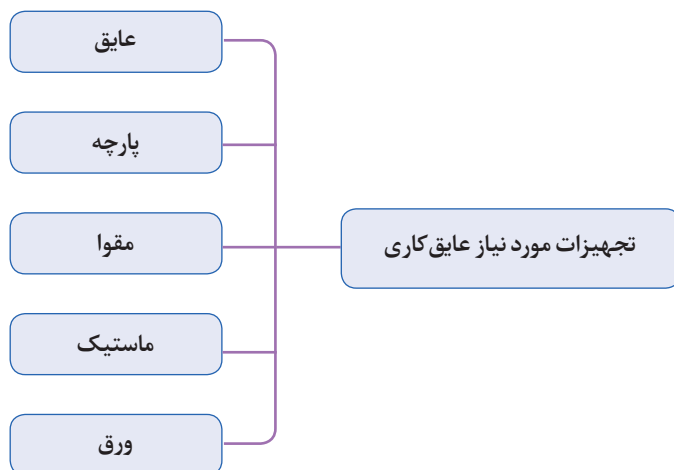 تجهیزات مورد نیاز عایق‌کاری
عایق
پارچه
مقوا
ماستیک
ورق